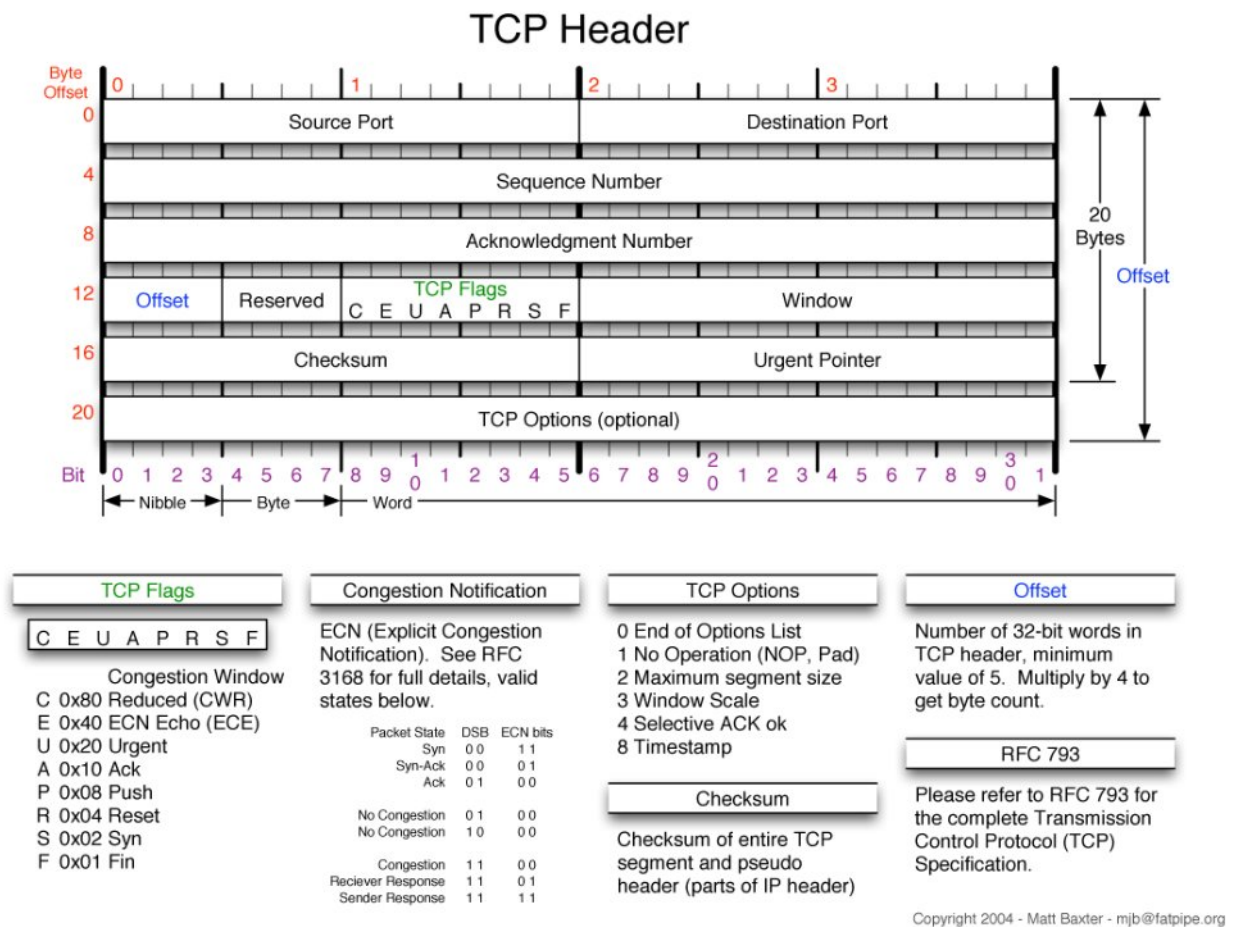 TCP Header
Byte
Offset
0 1 2 3
0 Source Port Destination Port
4 Sequence Number
8 Acknowledgment Number
20
Bytes
Offset
12 Offset Reserved TCP Flags Window
C E U A P R S F
16 Checksum Urgent Pointer
20 TCP Options (optional)
Bit 0 1 2 3 4 5 6 7 8 9 10 1 2 3 4 5 6 7 8 9 20 1 2 3 4 5 6 7 8 9 30 1
Nibble Byte Word
TCP Flags
C E U A P R S F
Congestion Window
C 0x80 Reduced (CWR)
E 0x40 ECN Echo (ECE)
U 0x20 Urgent
A 0x10 Ack
P 0x08 Push
R 0x04 Reset
S 0x02 Syn
F 0x01 Fin
Congestion Notification
ECN (Explicit Congestion
Notification). See RFC
3168 for full details, valid
states below.
Packet State DSB ECN bits
Syn 0 0 1 1
Syn-Ack 0 0 0 1
Ack 0 1 0 0
No Congestion 0 1 0 0
No Congestion 1 0 0 0
Congestion 1 1 0 0
Reciever Response 1 1 0 1
Sender Response 1 1 1 1
TCP Options
0 End of Options List
1 No Operation (NOP, Pad)
2 Maximum segment size
3 Window Scale
4 Selective ACK ok
8 Timestamp
Checksum
Checksum of entire TCP
segment and pseudo
header (parts of IP header)
Offset
Number of 32-bit words in
TCP header, minimum
value of 5. Multiply by 4 to
get byte count.
RFC 793
Please refer to RFC 793 for
the complete Transmission
Control Protocol (TCP)
Specification.
Copyright 2004 - Matt Baxter - mjb@fatpipe.org